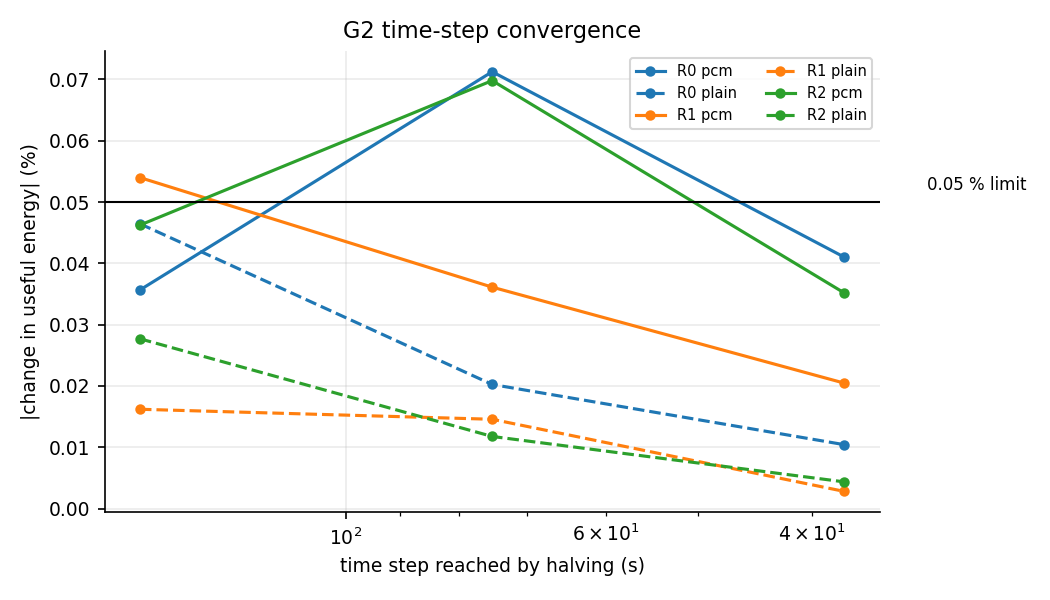 G2 time-step convergence
R0 pcm
R0 plain
R1 pcm
R1 plain
R2 pcm
R2 plain
0.07
0.06
0.05
0.04
0.03
0.02
0.01
0.00
|change in useful energy| (%)
0.05 % limit
10²
6 × 10¹
4 × 10¹
time step reached by halving (s)